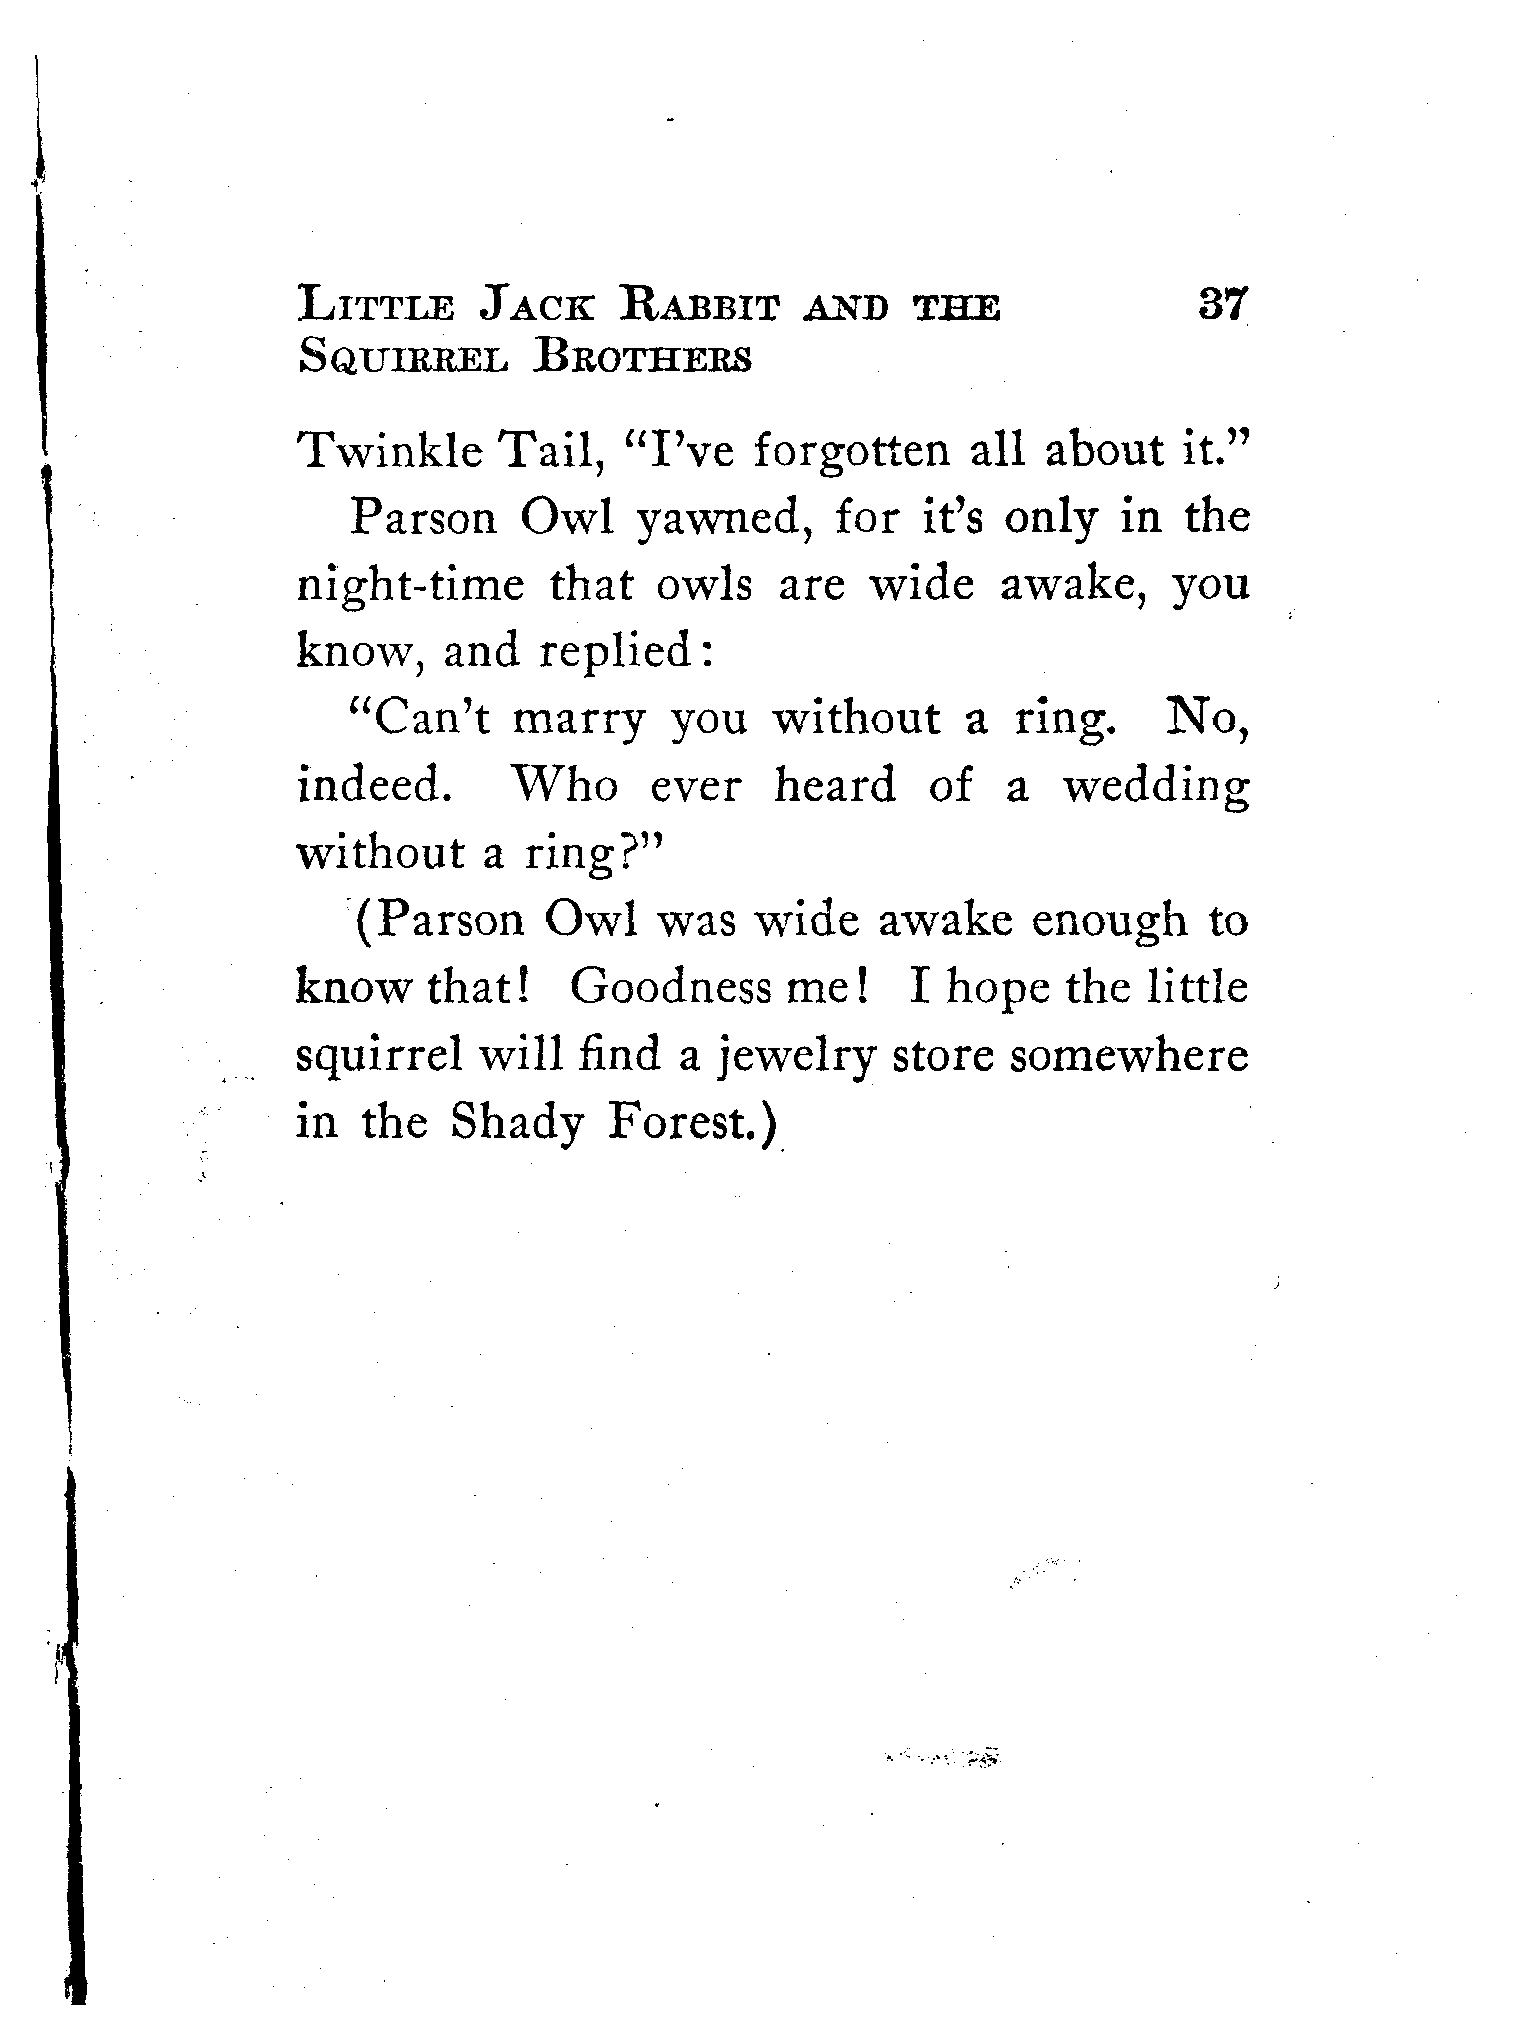 LITTLE JACK RABBIT AND THE 37
SQUIRREL BROTHERS
Twinkle Tail, “I’ve forgotten all about it.”
Parson Owl yawned, for it’s only in the
night-time that owls are wide awake, you
know, and replied:
“Can’t marry you without a ring. No,
indeed. Who ever heard of a wedding
without a ring?”
(Parson Owl was wide awake enough to
know that! Goodness me! I hope the little
squirrel will find a jewelry store somewhere
in the Shady Forest.)